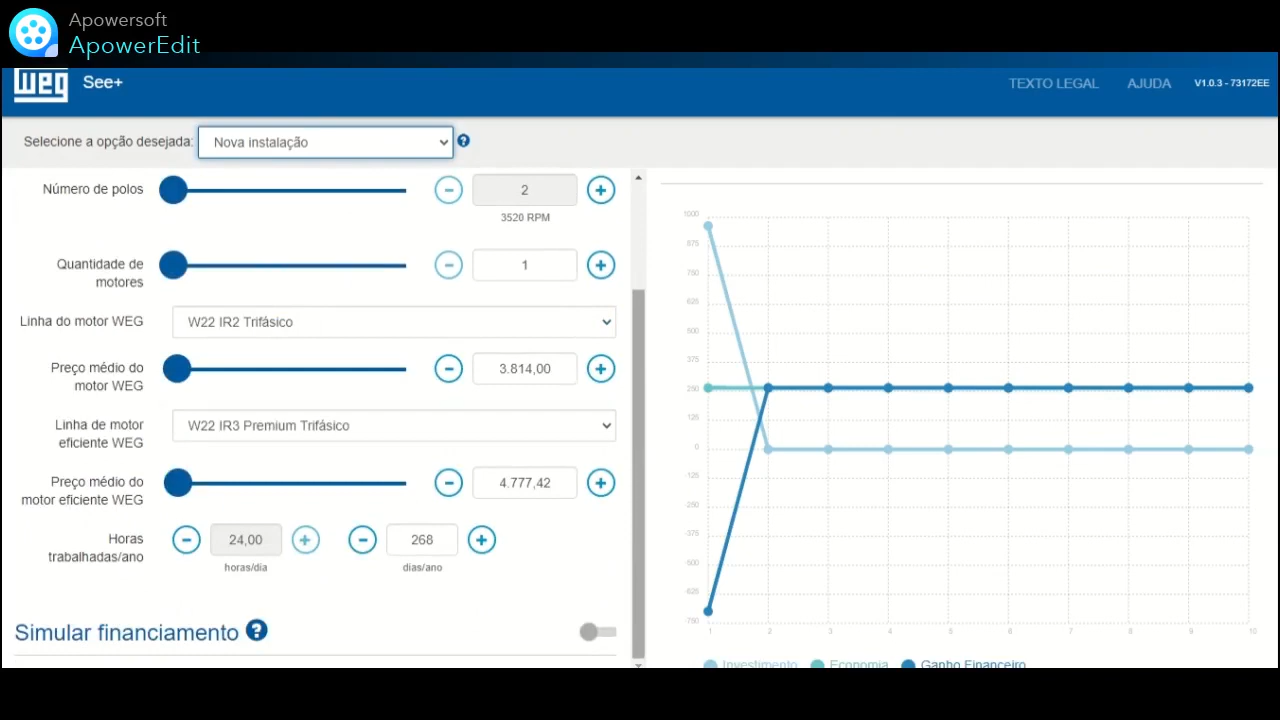 Apowersoft
ApowerEdit
weg
See+
TEXTO LEGAL
AJUDA
V1.0.3 - 73172EE
Selecione a opção desejada:
Nova instalação
Número de polos
2
3520 RPM
Quantidade de
motores
1
Linha do motor WEG
W22 IR2 Trifásico
Preço médio do
motor WEG
3.814,00
Linha de motor
eficiente WEG
W22 IR3 Premium Trifásico
Preço médio do
motor eficiente WEG
4.777,42
Horas
trabalhadas/ano
24,00
horas/dia
268
dias/ano
Simular financiamento
1000
875
750
625
500
375
250
125
0
-125
-250
-375
500
625
750
1 2 3 4 5 6 7 8 9 10
Investimento Economia Ganho Financeiro